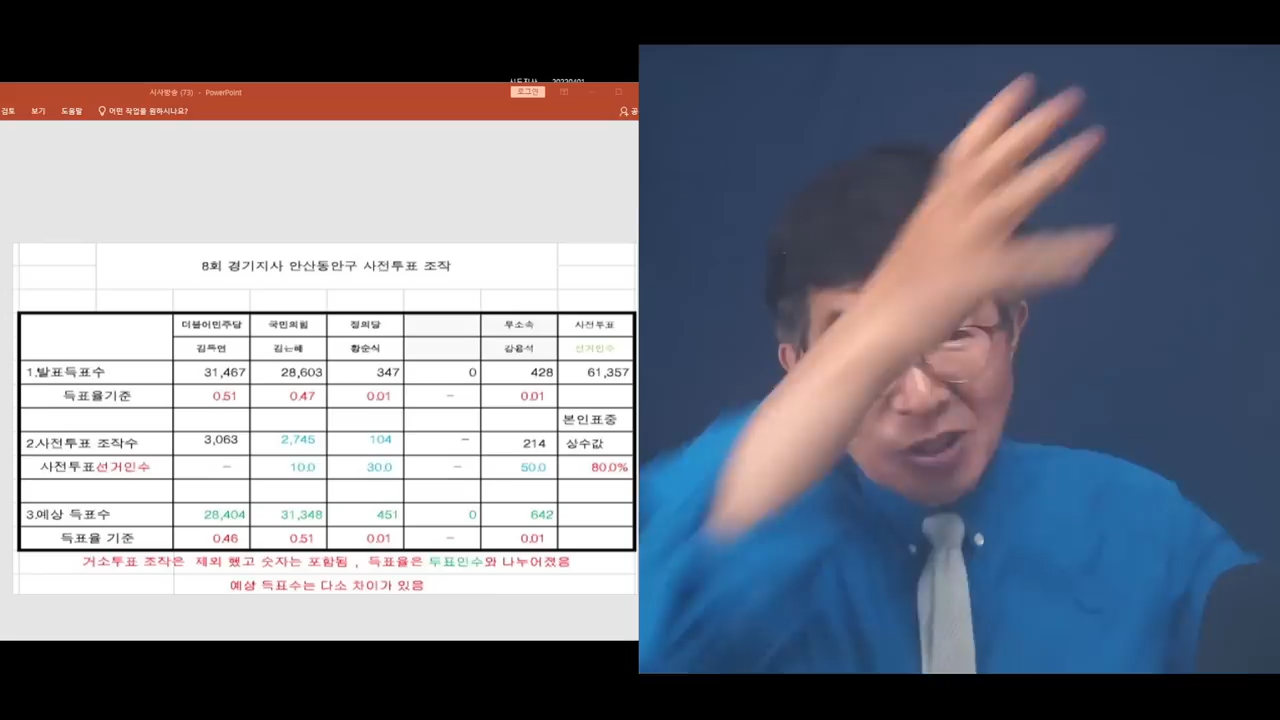 시사방송 (73) - PowerPoint
로그인
검토 보기 도움말 어떤 작업을 원하시나요?
8회 경기지사 안산동안구 사전투표 조작
더불어민주당 국민의힘 정의당 무소속 사전투표
황순식 선거인수
1.발표득표수 31,467 28,603 347 0 428 61,357
득표율기준 0.51 0.47 0.01 - 0.01
본인표중
2.사전투표 조작수 3,063 2,745 104 - 214 상수값
사전투표선거인수 - 10.0 30.0 - 50.0 80.0%
3.예상 득표수 28,404 31,348 451 0 642
득표율 기준 0.46 0.51 0.01 - 0.01
거소투표 조작은 제외 했고 숫자는 포함됨 , 득표율은 투표인수와 나누어졌음
예상 득표수는 다소 차이가 있음